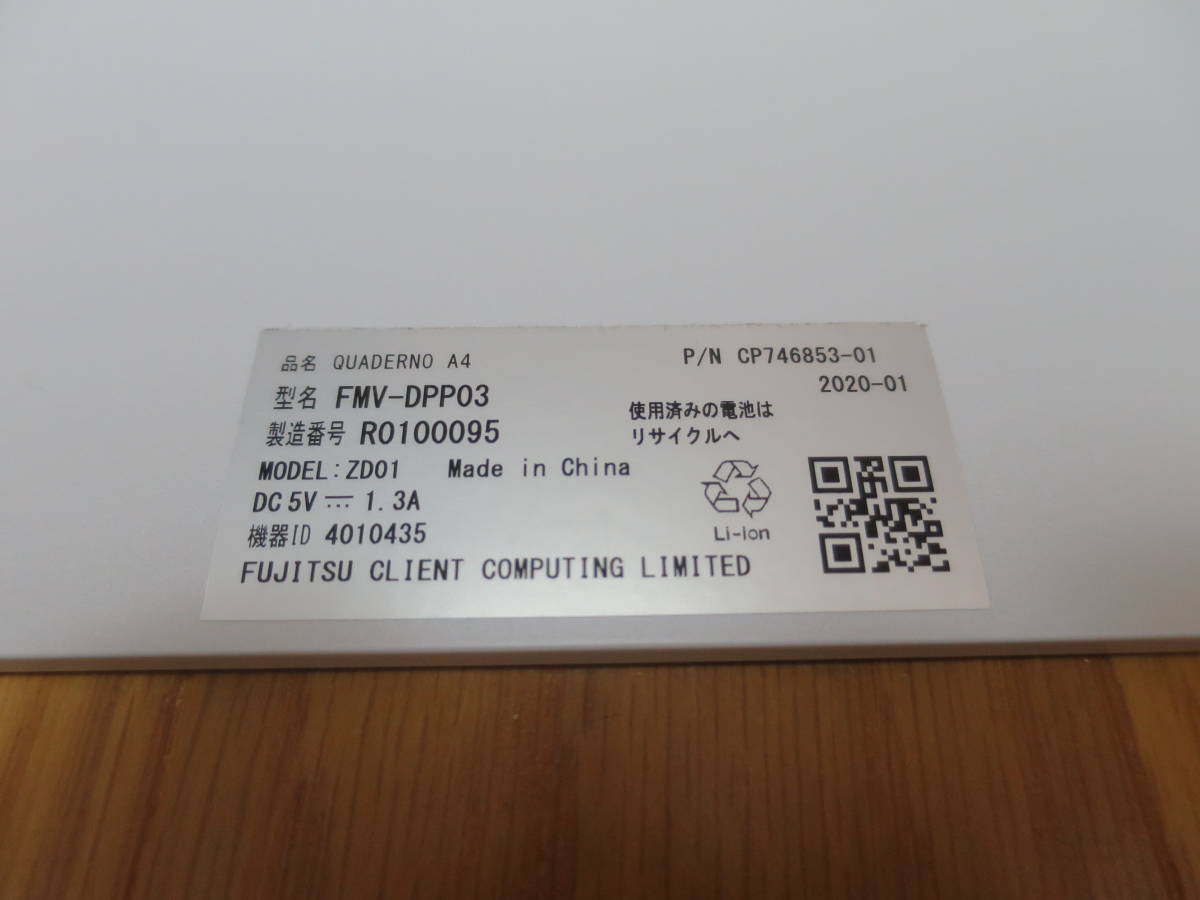 品名 QUADERNO A4
型名 FMV-DPP03
製造番号 R0100095
MODEL:ZD01 Made in China
DC 5V 1.3A
機器ID 4010435
FUJITSU CLIENT COMPUTING LIMITED
P/N CP746853-01
2020-01
使用済みの電池は
リサイクルへ
Li-ion